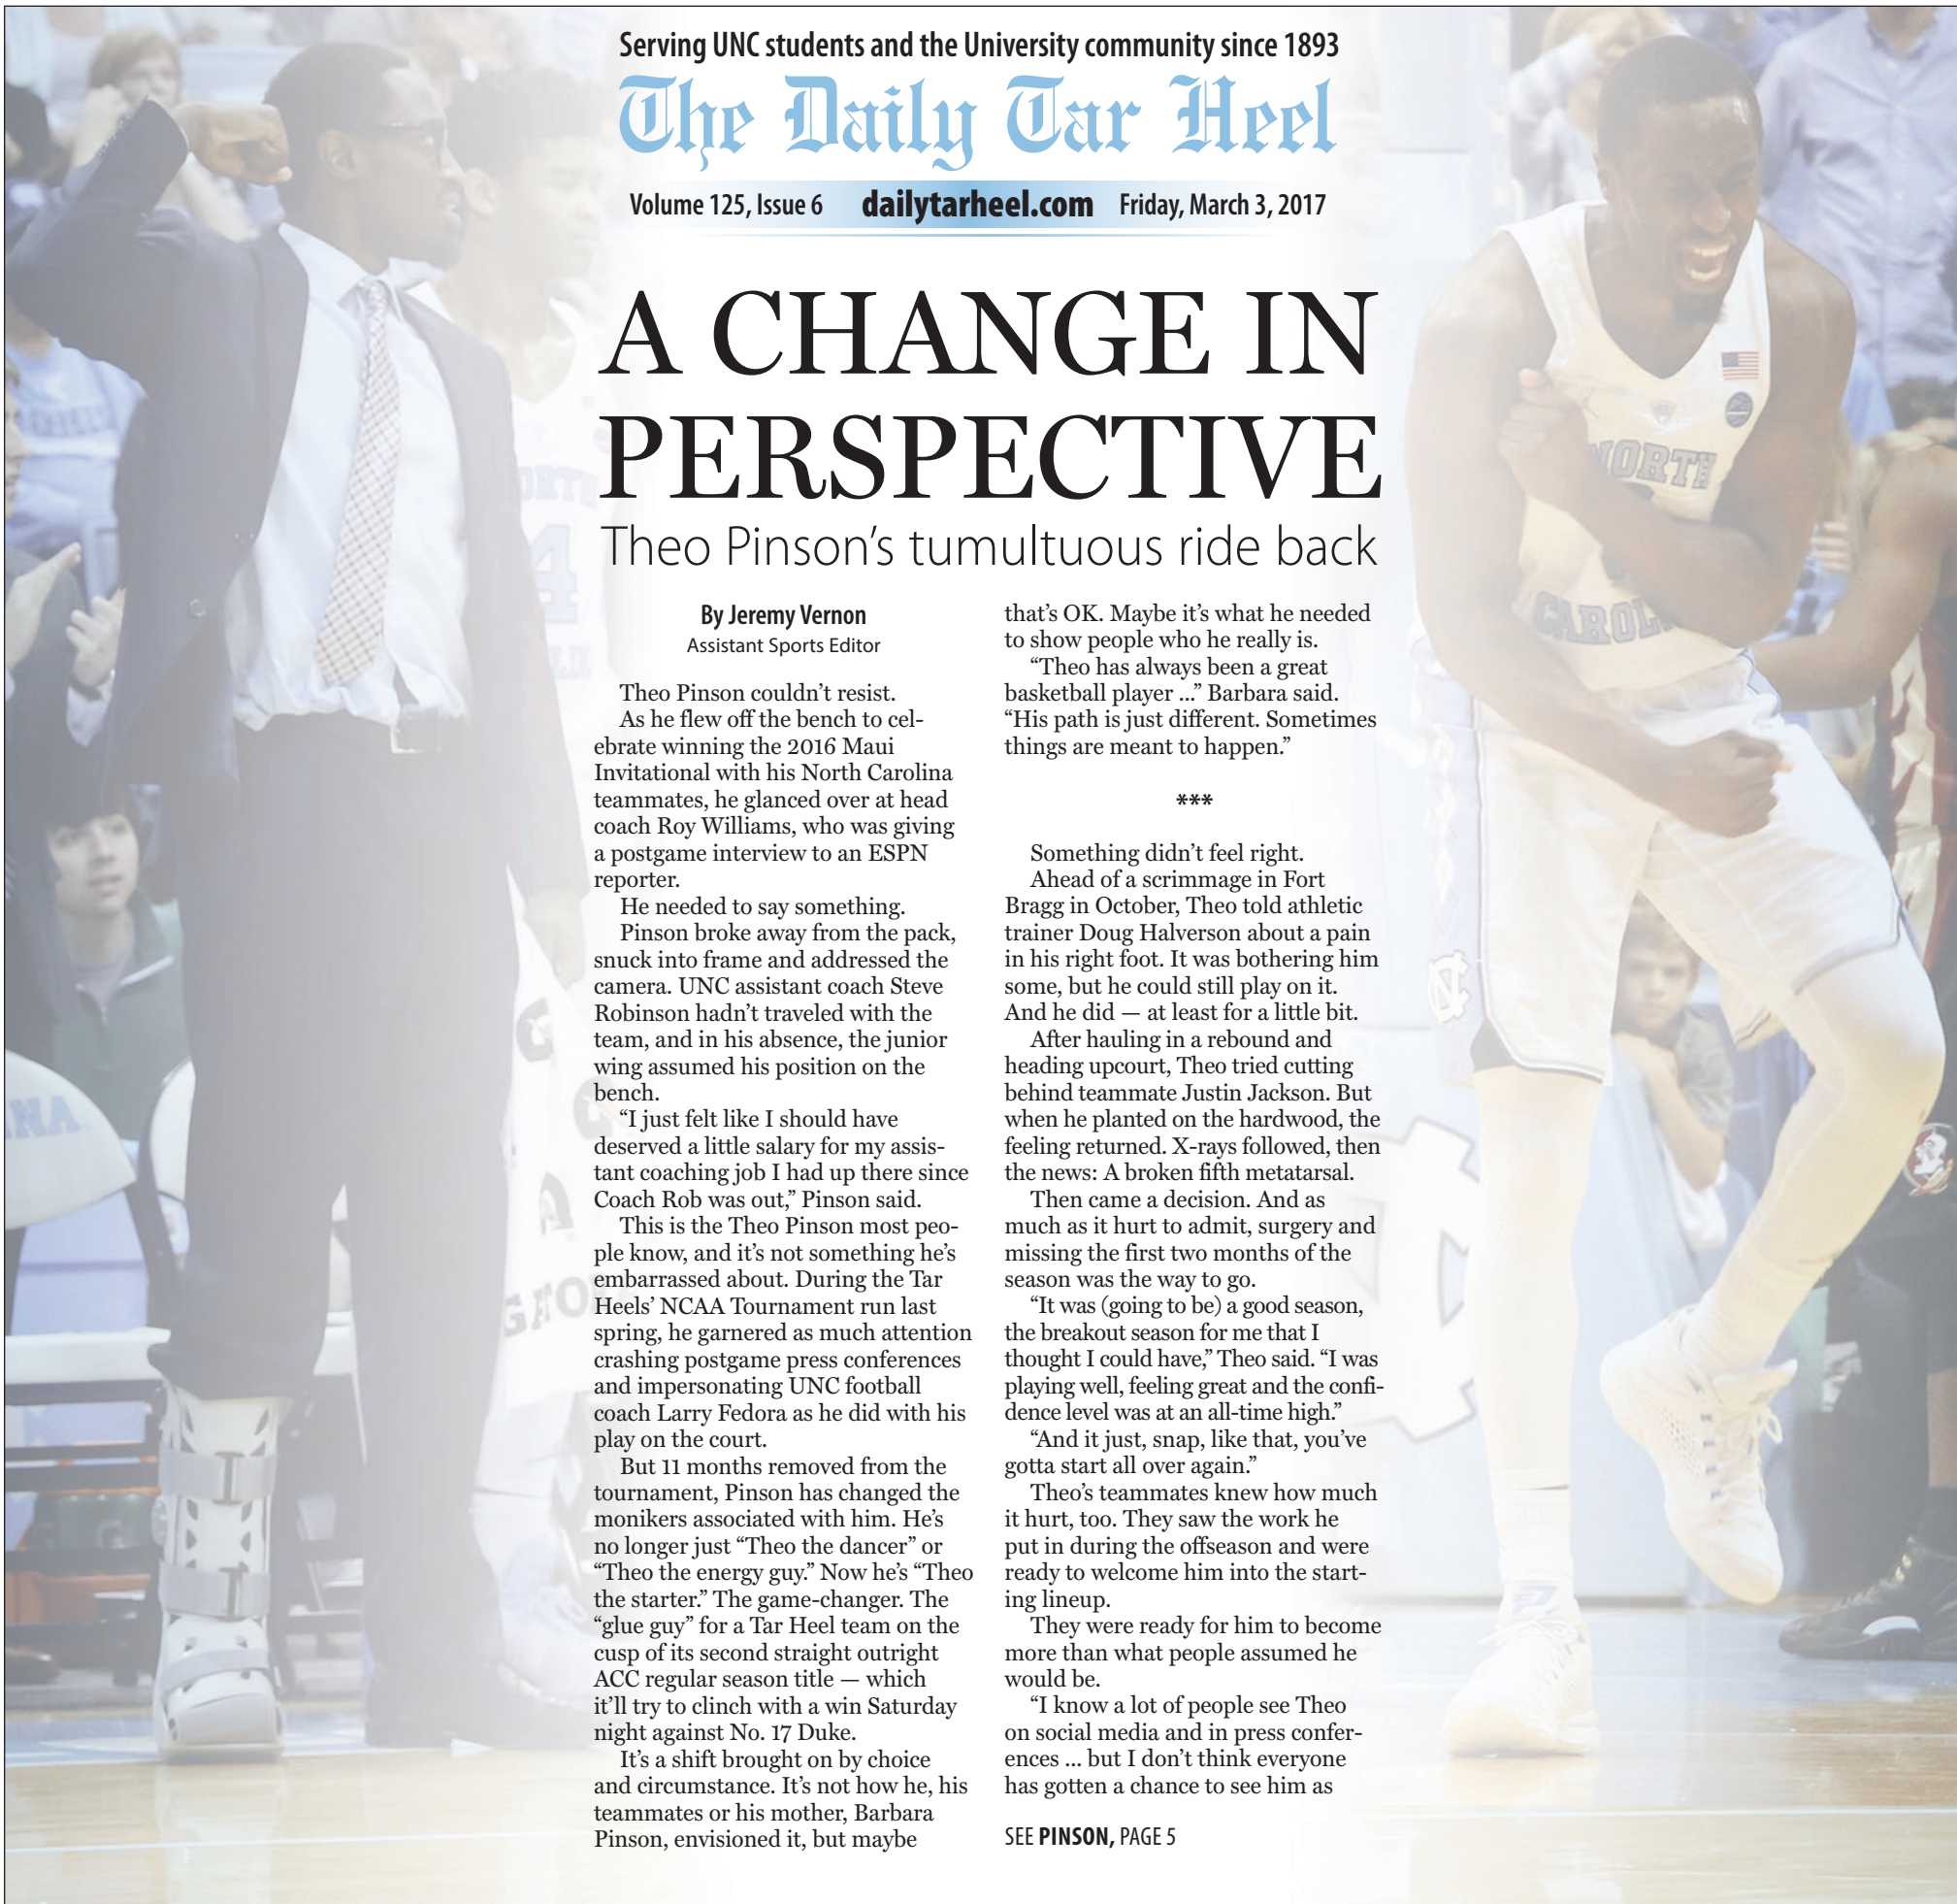 Serving UNC students and the University community since 1893
The Daily Tar Heel
Volume 125, Issue 6 dailytarheel.com Friday, March 3, 2017
A CHANGE IN
PERSPECTIVE
Theo Pinson’s tumultuous ride back
By Jeremy Vernon
Assistant Sports Editor
Theo Pinson couldn’t resist.
As he flew off the bench to cel-
ebrate winning the 2016 Maui
Invitational with his North Carolina
teammates, he glanced over at head
coach Roy Williams, who was giving
a postgame interview to an ESPN
reporter.
He needed to say something.
Pinson broke away from the pack,
snuck into frame and addressed the
camera. UNC assistant coach Steve
Robinson hadn’t traveled with the
team, and in his absence, the junior
wing assumed his position on the
bench.
“I just felt like I should have
deserved a little salary for my assis-
tant coaching job I had up there since
Coach Rob was out,” Pinson said.
This is the Theo Pinson most peo-
ple know, and it’s not something he’s
embarrassed about. During the Tar
Heels’ NCAA Tournament run last
spring, he garnered as much attention
crashing postgame press conferences
and impersonating UNC football
coach Larry Fedora as he did with his
play on the court.
But 11 months removed from the
tournament, Pinson has changed the
monikers associated with him. He’s
no longer just “Theo the dancer” or
“Theo the energy guy.” Now he’s “Theo
the starter.” The game-changer. The
“glue guy” for a Tar Heel team on the
cusp of its second straight outright
ACC regular season title — which
it’ll try to clinch with a win Saturday
night against No. 17 Duke.
It’s a shift brought on by choice
and circumstance. It’s not how he, his
teammates or his mother, Barbara
Pinson, envisioned it, but maybe
that’s OK. Maybe it’s what he needed
to show people who he really is.
“Theo has always been a great
basketball player ...” Barbara said.
“His path is just different. Sometimes
things are meant to happen.”
***
Something didn’t feel right.
Ahead of a scrimmage in Fort
Bragg in October, Theo told athletic
trainer Doug Halverson about a pain
in his right foot. It was bothering him
some, but he could still play on it.
And he did — at least for a little bit.
After hauling in a rebound and
heading upcourt, Theo tried cutting
behind teammate Justin Jackson. But
when he planted on the hardwood, the
feeling returned. X-rays followed, then
the news: A broken fifth metatarsal.
Then came a decision. And as
much as it hurt to admit, surgery and
missing the first two months of the
season was the way to go.
“It was (going to be) a good season,
the breakout season for me that I
thought I could have,” Theo said. “I was
playing well, feeling great and the confi-
dence level was at an all-time high.”
“And it just, snap, like that, you’ve
gotta start all over again.”
Theo’s teammates knew how much
it hurt, too. They saw the work he
put in during the offseason and were
ready to welcome him into the start-
ing lineup.
They were ready for him to become
more than what people assumed he
would be.
“I know a lot of people see Theo
on social media and in press confer-
ences ... but I don’t think everyone
has gotten a chance to see him as
SEE PINSON, PAGE 5
NORTH
CAROL
NA
GATO
4